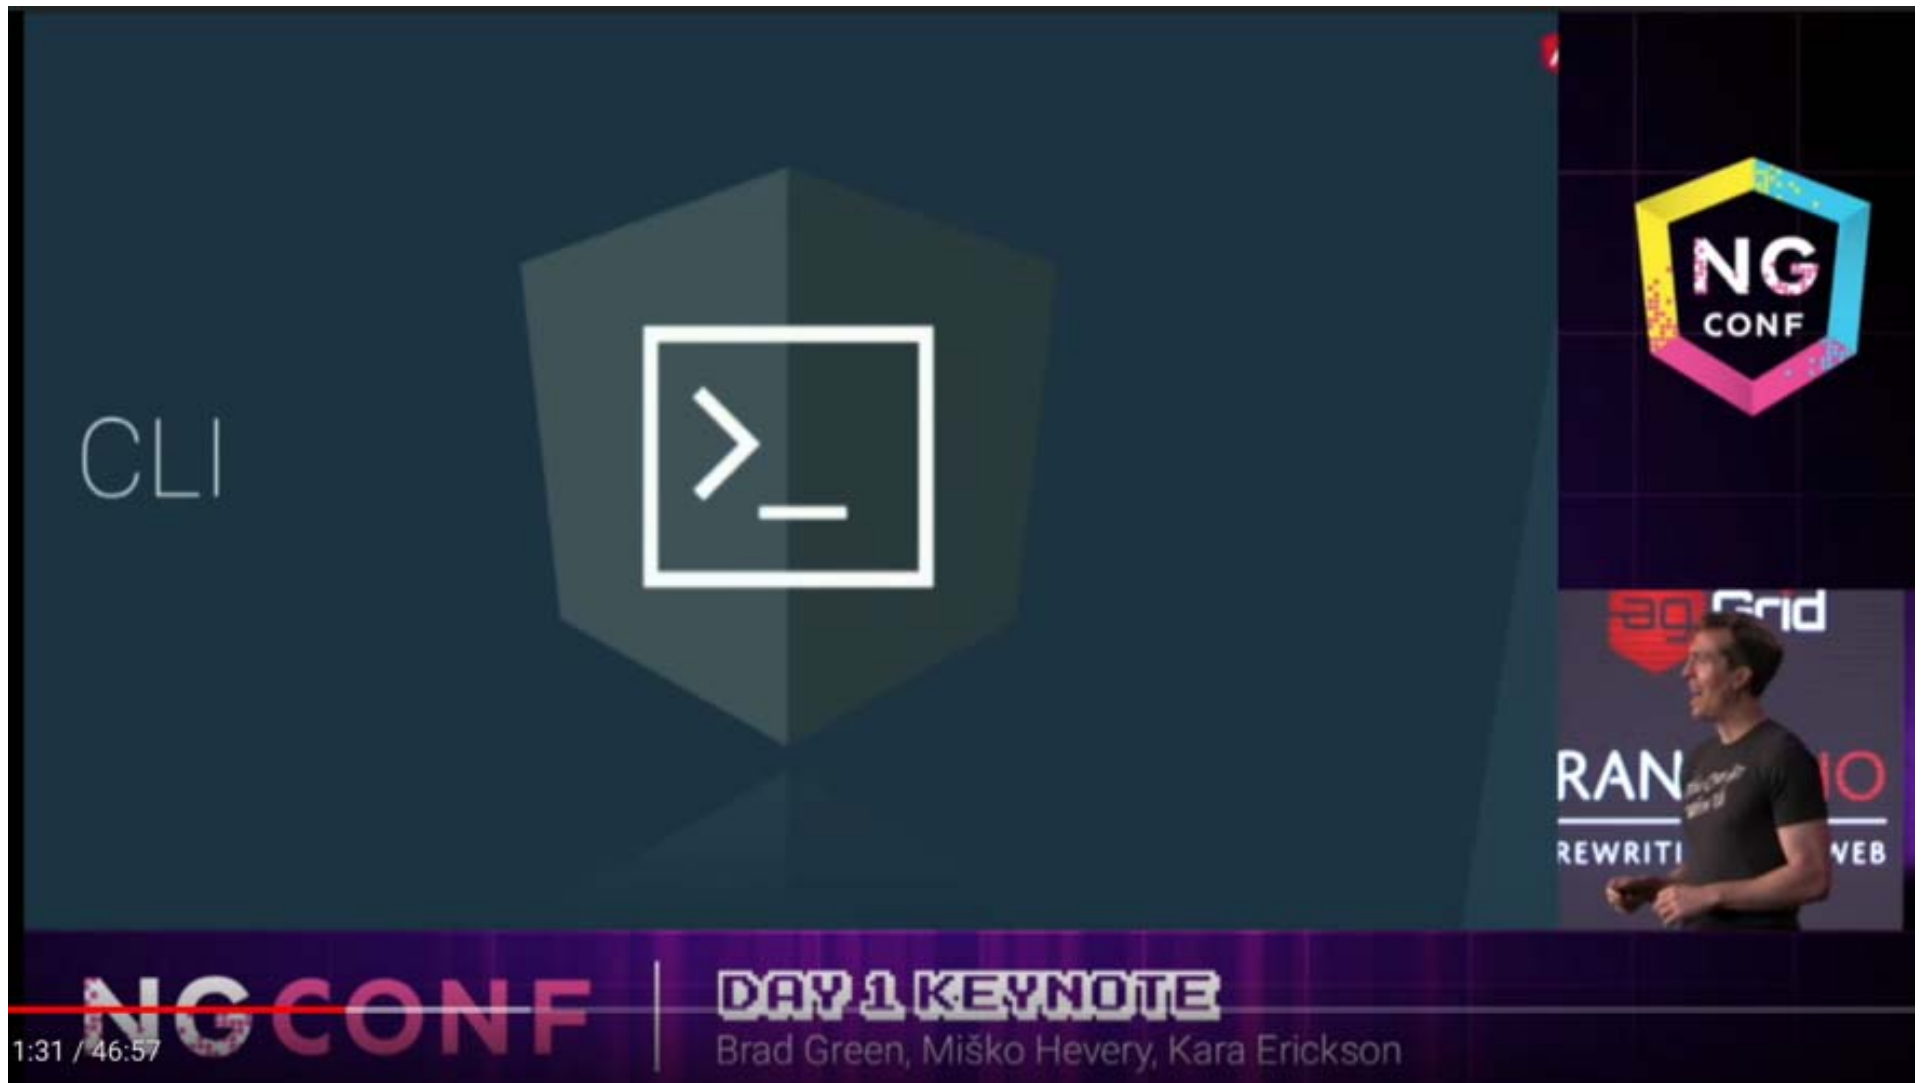 CLI
>_
NG
CONF
ag Grid
RAN IO
REWRITI WEB
NG CONF
DAY 1 KEYNOTE
Brad Green, Miško Hevery, Kara Erickson
1:31 / 46:57